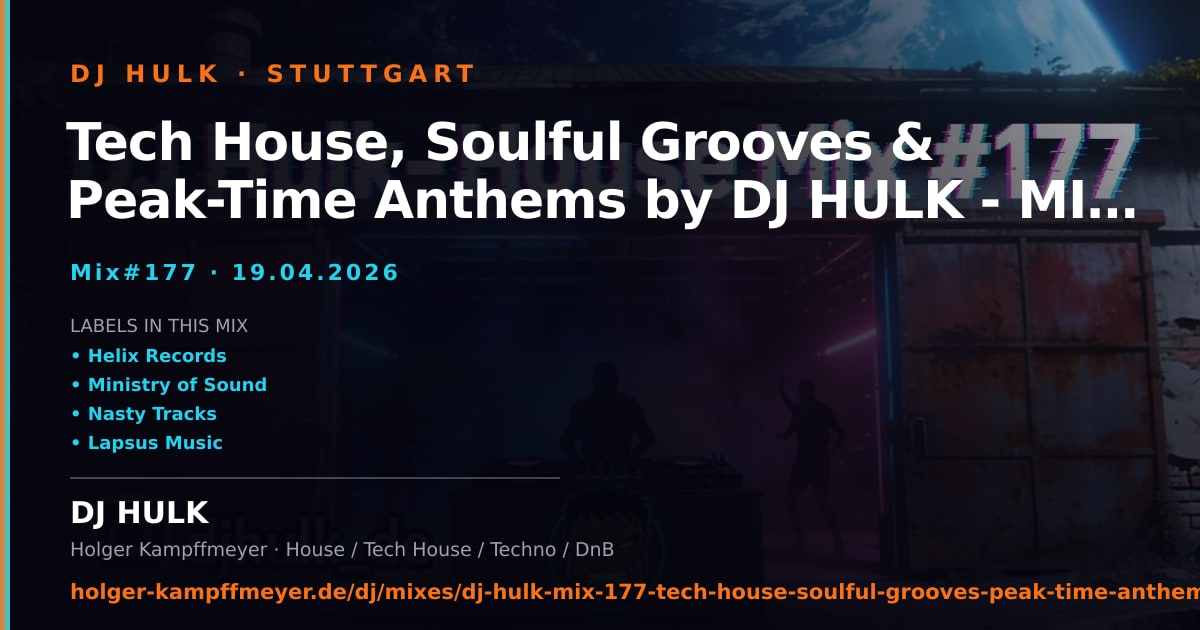 DJ HULK · STUTTGART
Tech House, Soulful Grooves &
#177
Peak-Time Anthems by DJ HULK - MI...
Mix#177 · 19.04.2026
LABELS IN THIS MIX
• Helix Records
• Ministry of Sound
• Nasty Tracks
• Lapsus Music
DJ HULK
djhulk_de
Holger Kampffmeyer · House / Tech House / Techno / DnB
holger-kampffmeyer.de/dj/mixes/dj-hulk-mix-177-tech-house-soulful-grooves-peak-time-anthem